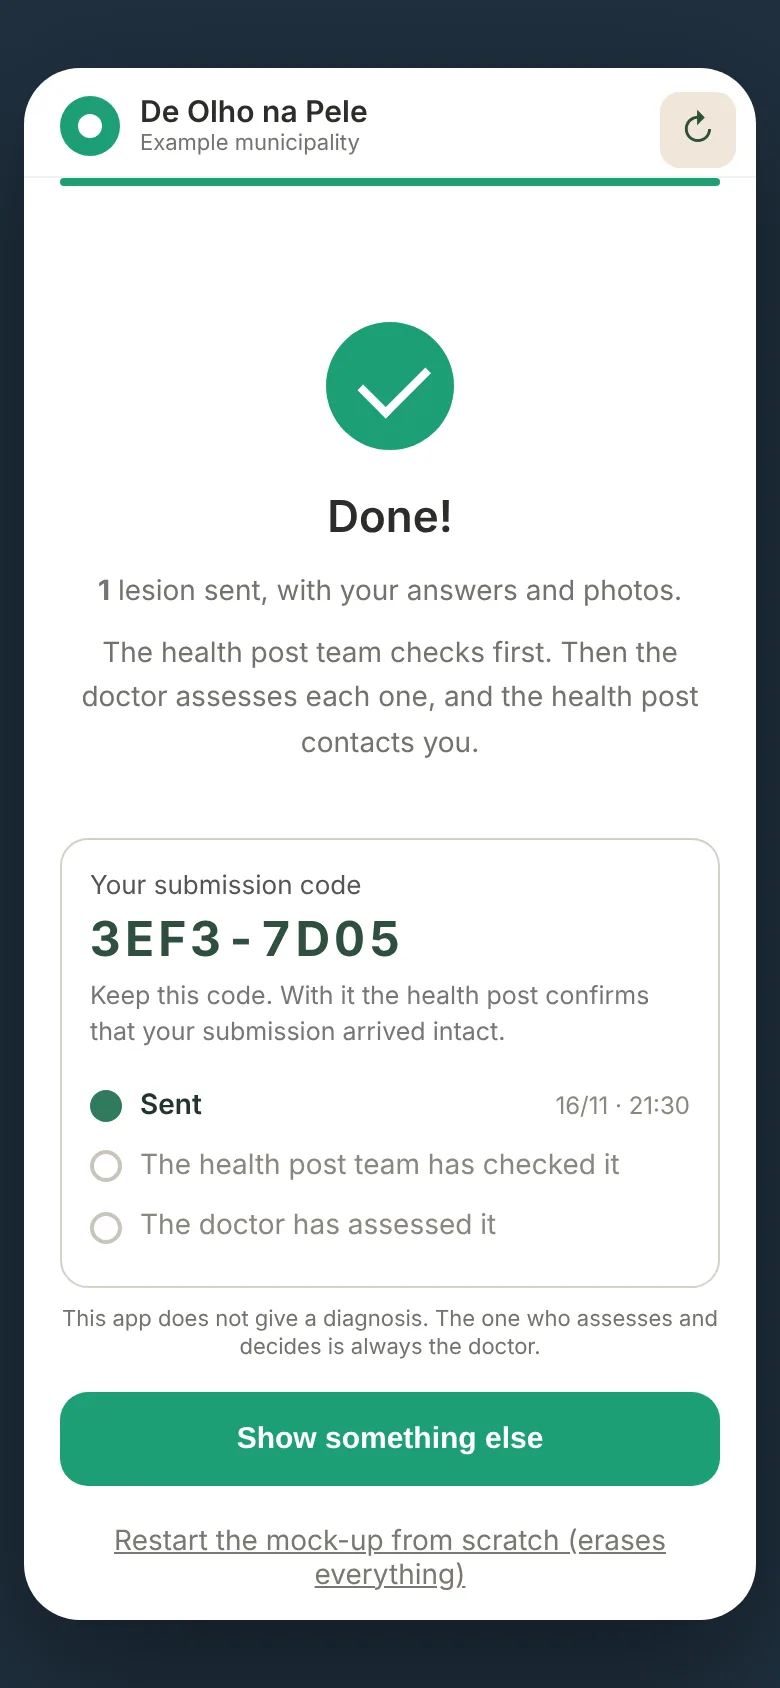 De Olho na Pele
Example municipality
Done!
1 lesion sent, with your answers and photos.
The health post team checks first. Then the
doctor assesses each one, and the health post
contacts you.
Your submission code
3EF3-7D05
Keep this code. With it the health post confirms
that your submission arrived intact.
Sent 16/11 · 21:30
The health post team has checked it
The doctor has assessed it
This app does not give a diagnosis. The one who assesses and
decides is always the doctor.
Show something else
Restart the mock-up from scratch (erases
everything)